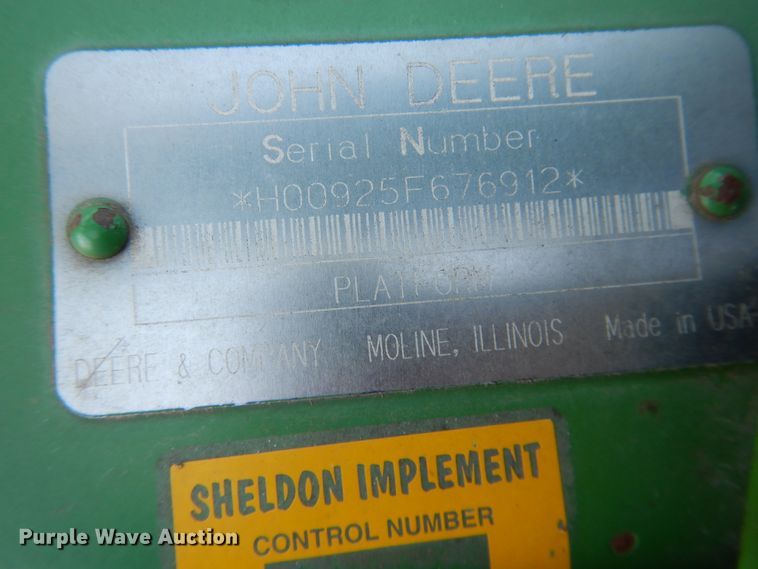 JOHN DEERE
Serial Number
*H00925F676912*
PLATFORM
DEERE & COMPANY MOLINE, ILLINOIS Made in USA
SHELDON IMPLEMENT
CONTROL NUMBER
Purple Wave Auction®